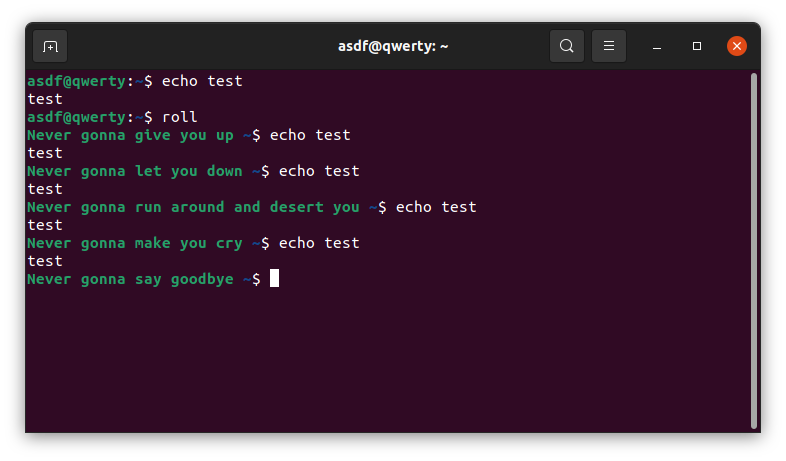 asdf@qwerty: ~
asdf@qwerty:~$ echo test
test
asdf@qwerty:~$ roll
Never gonna give you up ~$ echo test
test
Never gonna let you down ~$ echo test
test
Never gonna run around and desert you ~$ echo test
test
Never gonna make you cry ~$ echo test
test
Never gonna say goodbye ~$